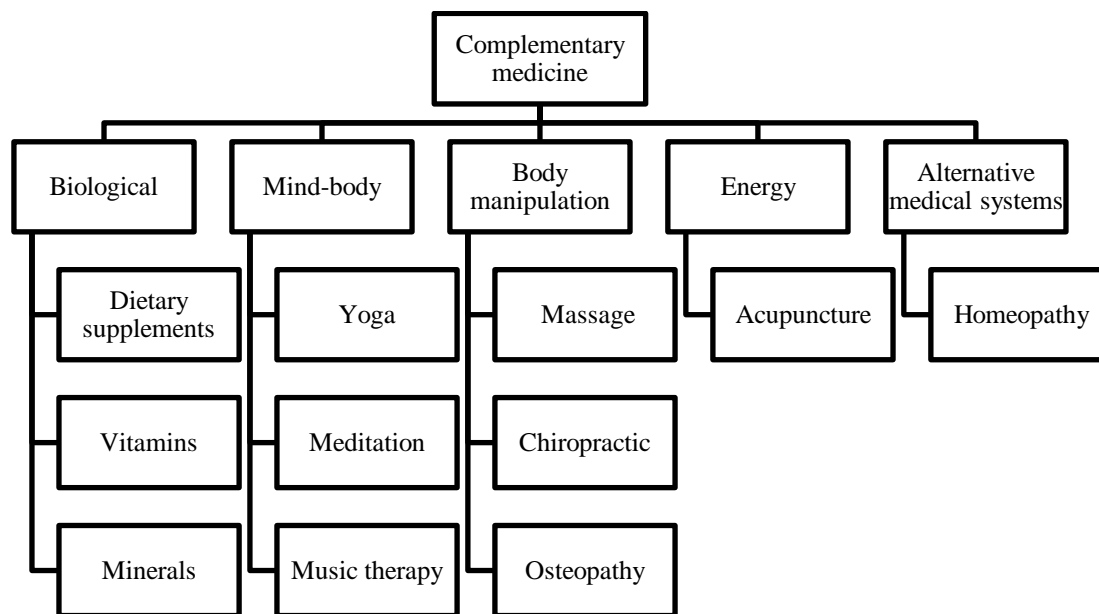 Complementary
medicine
Biological
Mind-body
Body
manipulation
Energy
Alternative
medical systems
Dietary
supplements
Yoga
Massage
Acupuncture
Homeopathy
Vitamins
Meditation
Chiropractic
Minerals
Music therapy
Osteopathy